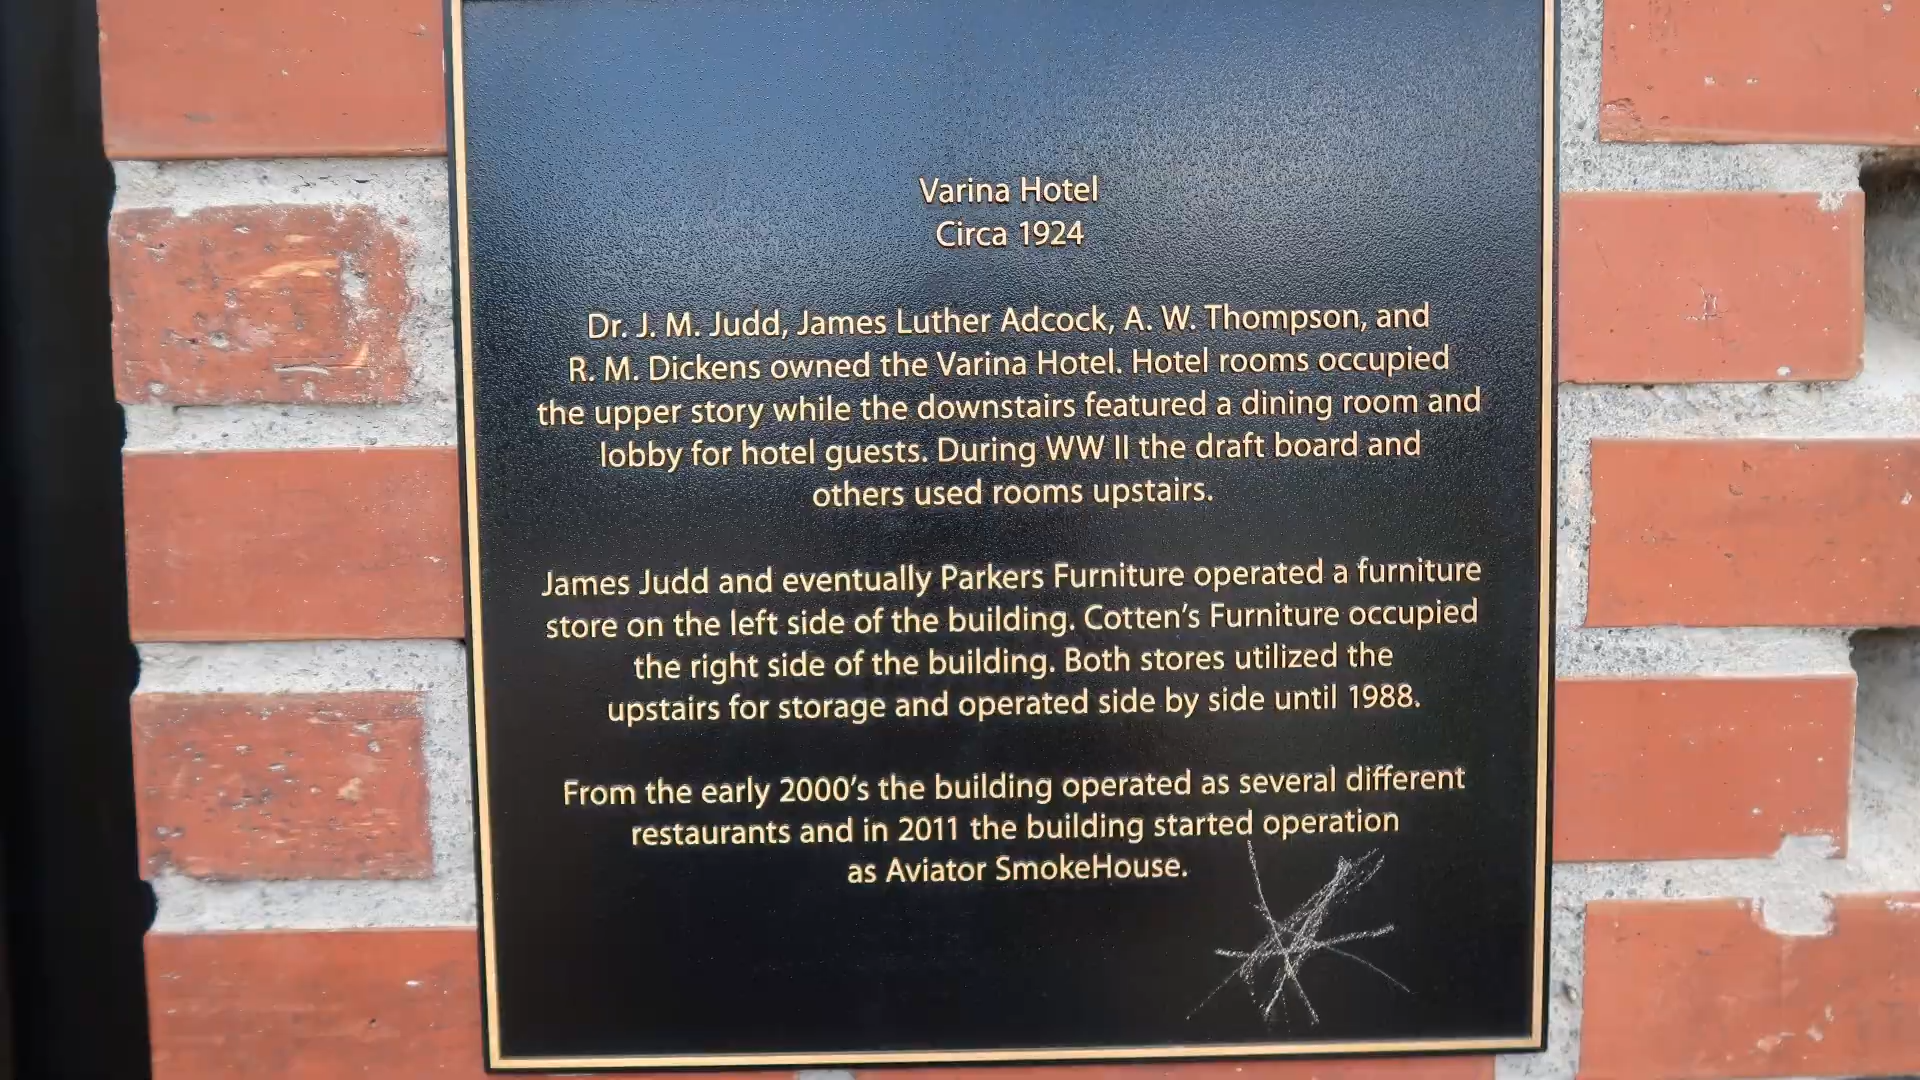 Varina Hotel
Circa 1924
Dr. J. M. Judd, James Luther Adcock, A. W. Thompson, and
R. M. Dickens owned the Varina Hotel. Hotel rooms occupied
the upper story while the downstairs featured a dining room and
lobby for hotel guests. During WW II the draft board and
others used rooms upstairs.
James Judd and eventually Parkers Furniture operated a furniture
store on the left side of the building. Cotten's Furniture occupied
the right side of the building. Both stores utilized the
upstairs for storage and operated side by side until 1988.
From the early 2000's the building operated as several different
restaurants and in 2011 the building started operation
as Aviator SmokeHouse.